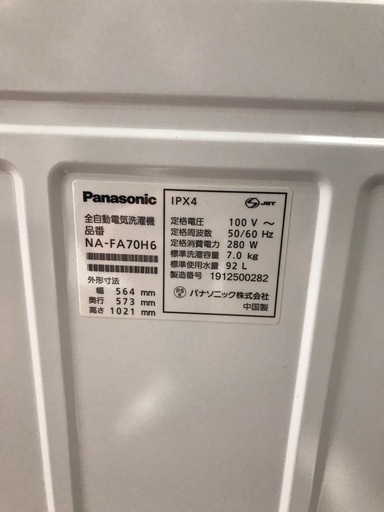 Panasonic
全自動電気洗濯機
品番
NA-FA70H6
外形寸法
幅 564 mm
奥行 573 mm
高さ 1021 mm
IPX4
JET
定格電圧 100 V ～
定格周波数 50/60 Hz
定格消費電力 280 W
標準洗濯容量 7.0 kg
標準使用水量 92 L
製造番号 1912500282
PS E パナソニック株式会社
中国製